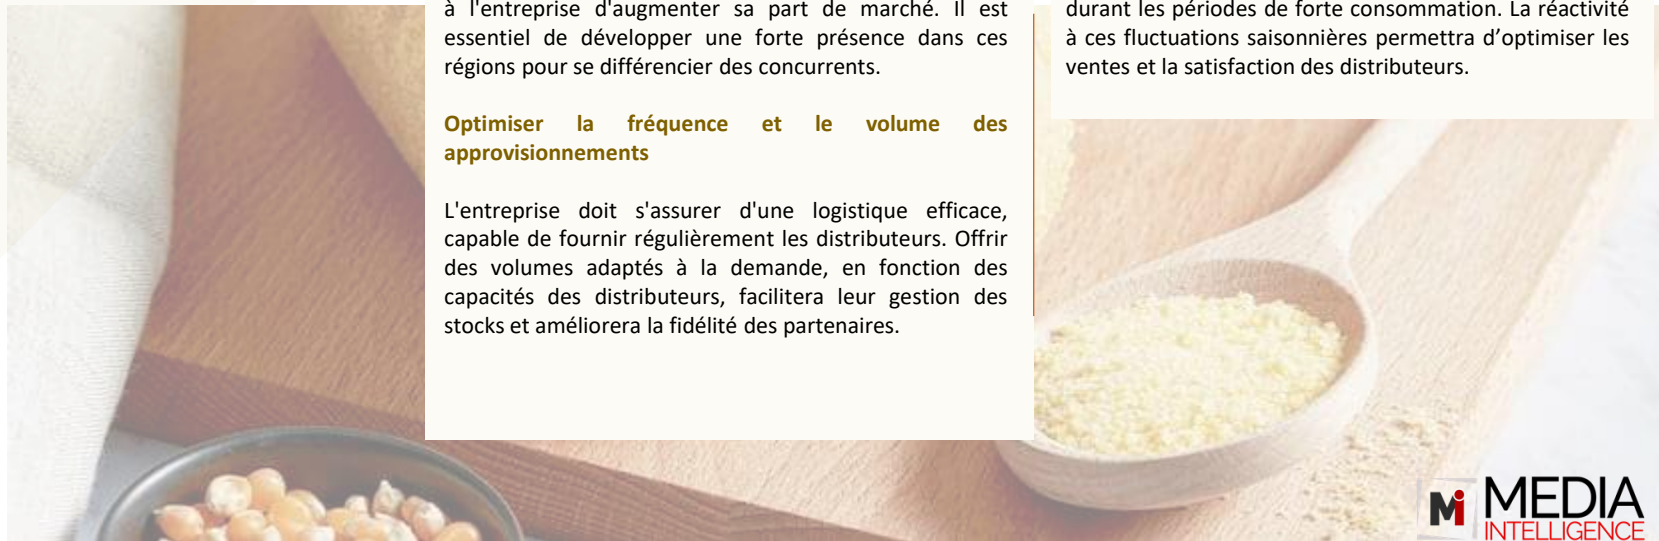 à l'entreprise d'augmenter sa part de marché. Il est
essentiel de développer une forte présence dans ces
régions pour se différencier des concurrents.
Optimiser la fréquence et le volume des
approvisionnements
L'entreprise doit s'assurer d'une logistique efficace,
capable de fournir régulièrement les distributeurs. Offrir
des volumes adaptés à la demande, en fonction des
capacités des distributeurs, facilitera leur gestion des
stocks et améliorera la fidélité des partenaires.
durant les périodes de forte consommation. La réactivité
à ces fluctuations saisonnières permettra d’optimiser les
ventes et la satisfaction des distributeurs.
Mi MEDIA
INTELLIGENCE